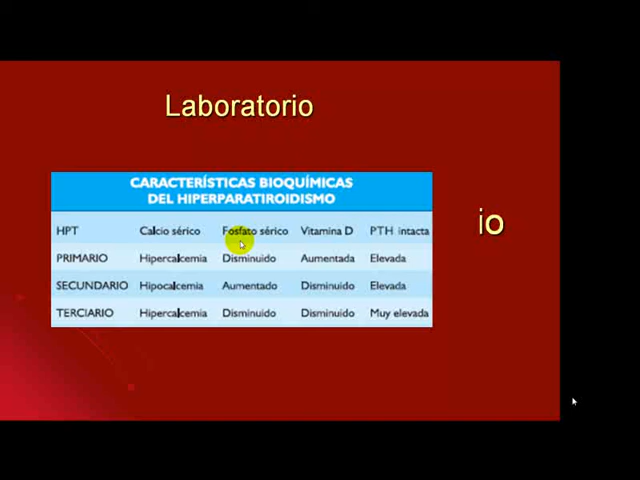 Laboratorio
CARACTERÍSTICAS BIOQUÍMICAS
DEL HIPERPARATIROIDISMO
HPT Calcio sérico Fosfato sérico Vitamina D PTH intacta
PRIMARIO Hipercalcemia Disminuido Aumentada Elevada
SECUNDARIO Hipocalcemia Aumentado Disminuido Elevada
TERCIARIO Hipercalcemia Disminuido Disminuido Muy elevada
io